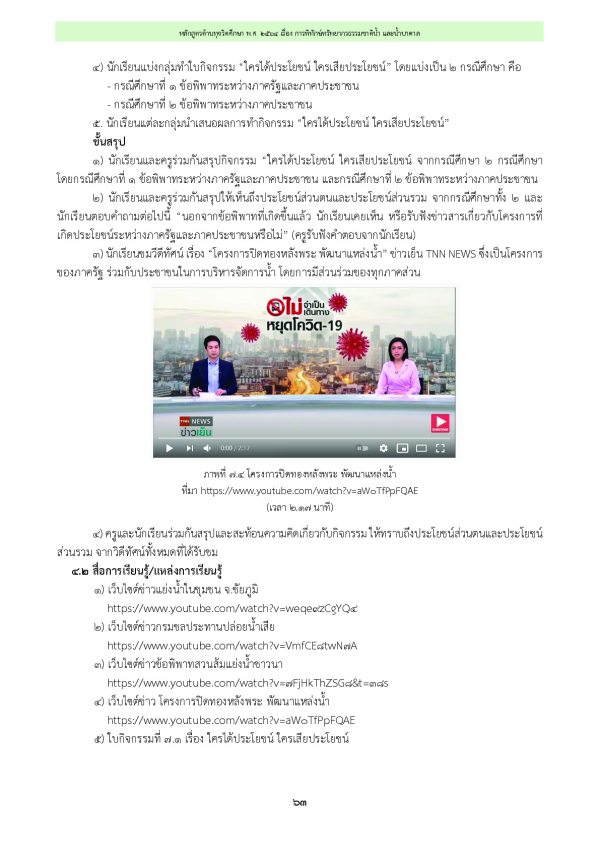 หลักสูตรต้านทุจริตศึกษา พ.ศ. ๒๕๖๔ เรื่อง การพิทักษ์ทรัพยากรธรรมชาติน้ำ และน้ำบาดาล
๔) นักเรียนแบ่งกลุ่มทำใบกิจกรรม “ใครได้ประโยชน์ ใครเสียประโยชน์” โดยแบ่งเป็น ๒ กรณีศึกษา คือ
- กรณีศึกษาที่ ๑ ข้อพิพาทระหว่างภาครัฐและภาคประชาชน
- กรณีศึกษาที่ ๒ ข้อพิพาทระหว่างภาคประชาชน
๕. นักเรียนแต่ละกลุ่มนำเสนอผลการทำกิจกรรม “ใครได้ประโยชน์ ใครเสียประโยชน์”
ขั้นสรุป
๑) นักเรียนและครูร่วมกันสรุปกิจกรรม “ใครได้ประโยชน์ ใครเสียประโยชน์ จากกรณีศึกษา ๒ กรณีศึกษา
โดยกรณีศึกษาที่ ๑ ข้อพิพาทระหว่างภาครัฐและภาคประชาชน และกรณีศึกษาที่ ๒ ข้อพิพาทระหว่างภาคประชาชน
๒) นักเรียนและครูร่วมกันสรุปให้เห็นถึงประโยชน์ส่วนตนและประโยชน์ส่วนรวม จากกรณีศึกษาทั้ง ๒ และ
นักเรียนตอบคำถามต่อไปนี้ “นอกจากข้อพิพาทที่เกิดขึ้นแล้ว นักเรียนเคยเห็น หรือรับฟังข่าวสารเกี่ยวกับโครงการที่
เกิดประโยชน์ระหว่างภาครัฐและภาคประชาชนหรือไม่” (ครูรับฟังคำตอบจากนักเรียน)
๓) นักเรียนชมวีดีทัศน์ เรื่อง “โครงการปิดทองหลังพระ พัฒนาแหล่งน้ำ” ข่าวเย็น TNN NEWS ซึ่งเป็นโครงการ
ของภาครัฐ ร่วมกับประชาชนในการบริหารจัดการน้ำ โดยการมีส่วนร่วมของทุกภาคส่วน
ไม่จำเป็น
เดินทาง
หยุดโควิด-19
TNN NEWS
ข่าวเย็น
0:00 / 2:17
ภาพที่ ๗.๔ โครงการปิดทองหลังพระ พัฒนาแหล่งน้ำ
ที่มา https://www.youtube.com/watch?v=aW๐TfPpFQAE
(เวลา ๒.๑๗ นาที)
๔) ครูและนักเรียนร่วมกันสรุปและสะท้อนความคิดเกี่ยวกับกิจกรรม ให้ทราบถึงประโยชน์ส่วนตนและประโยชน์
ส่วนรวม จากวิดีทัศน์ทั้งหมดที่ได้รับชม
๔.๒ สื่อการเรียนรู้/แหล่งการเรียนรู้
๑) เว็บไซต์ข่าวแย่งน้ำในชุมชน จ.ชัยภูมิ
https://www.youtube.com/watch?v=weqe๙zCgYQ๔
๒) เว็บไซต์ข่าวกรมชลประทานปล่อยน้ำเสีย
https://www.youtube.com/watch?v=VmfCE๘twN๗A
๓) เว็บไซต์ข่าวข้อพิพาทสวนส้มแย่งน้ำชาวนา
https://www.youtube.com/watch?v=๗FjHkThZSG๘&t=๓๘s
๔) เว็บไซต์ข่าว โครงการปิดทองหลังพระ พัฒนาแหล่งน้ำ
https://www.youtube.com/watch?v=aW๐TfPpFQAE
๕) ใบกิจกรรมที่ ๗.๑ เรื่อง ใครได้ประโยชน์ ใครเสียประโยชน์
๖๓